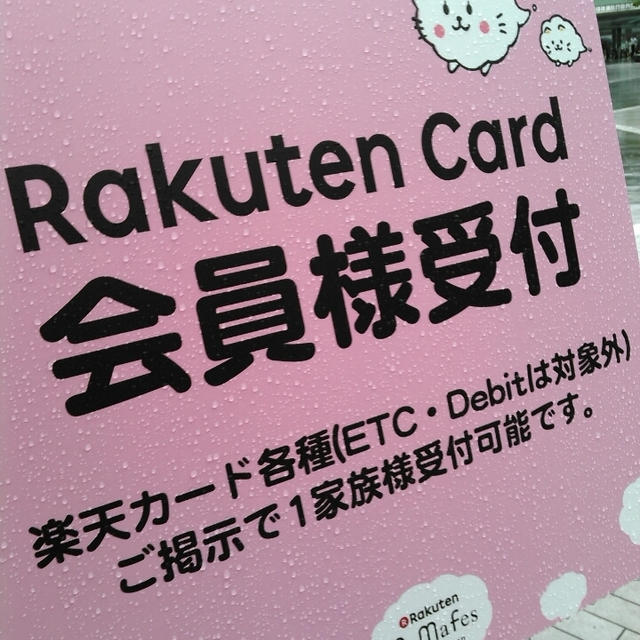 Rakuten Card
会員様受付
楽天カード各種(ETC・Debitは対象外)
ご掲示で1家族様受付可能です。
Rakuten
Mafes